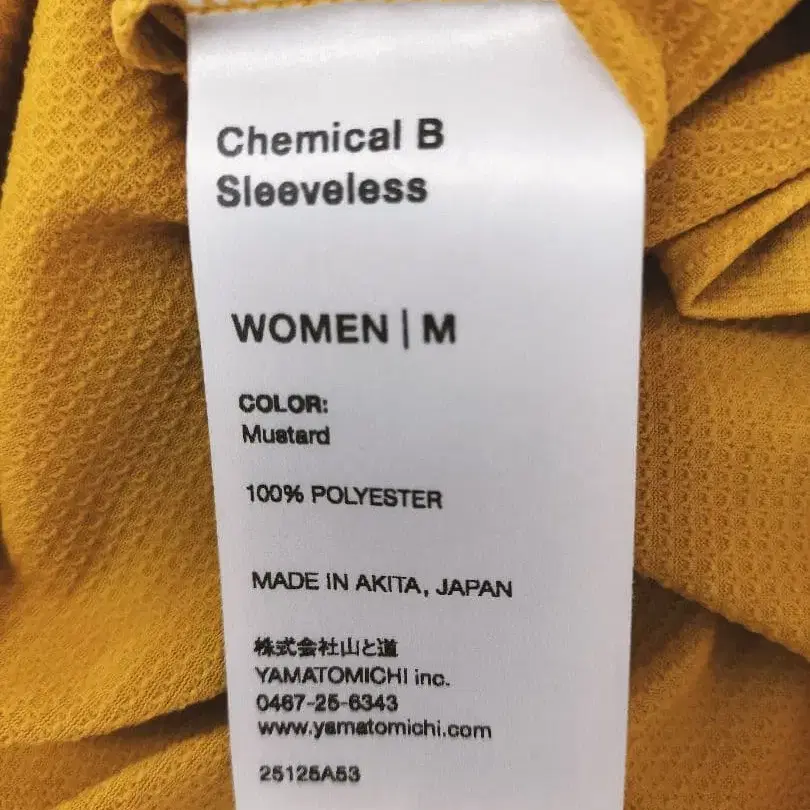 Chemical B
Sleeveless
WOMEN | M
COLOR:
Mustard
100% POLYESTER
MADE IN AKITA, JAPAN
株式会社山と道
YAMATOMICHI inc.
0467-25-6343
www.yamatomichi.com
25125A53